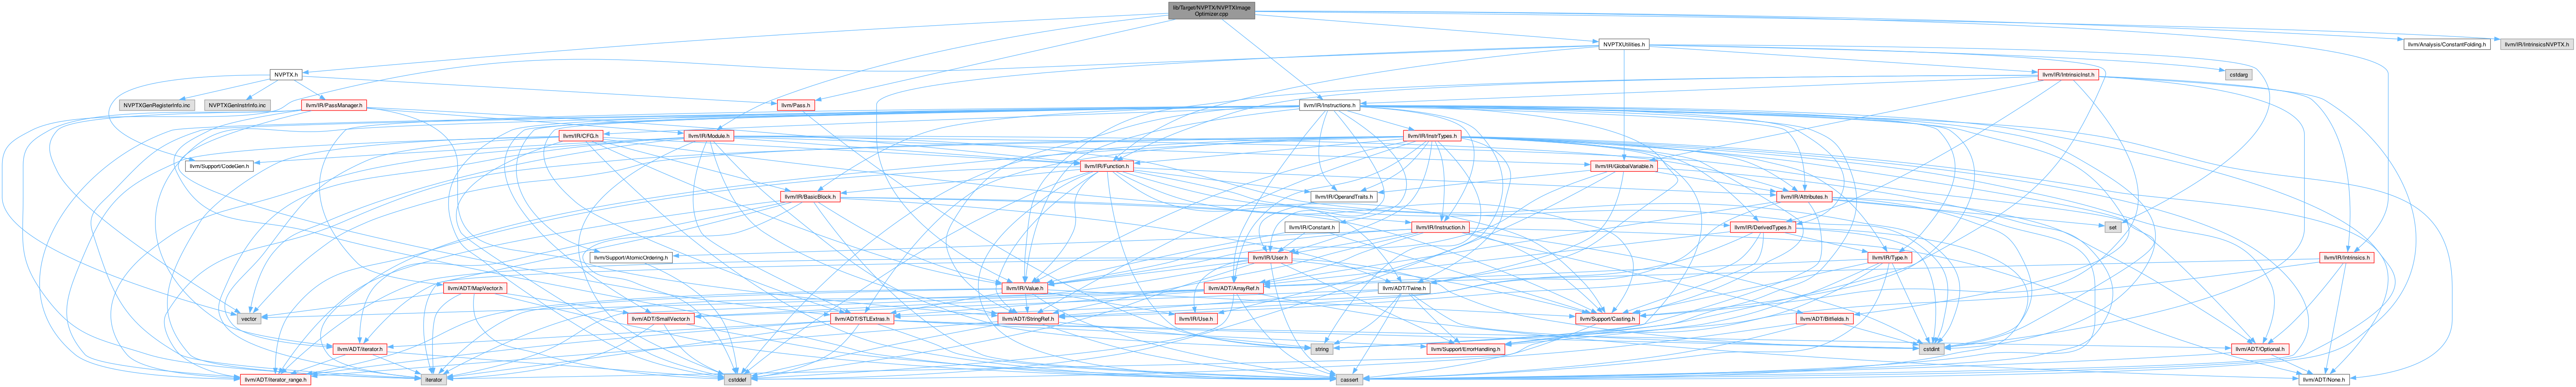 lib/Target/NVPTX/NVPTXImage
Optimizer.cpp
NVPTXUtilities.h
llvm/Analysis/ConstantFolding.h
llvm/IR/IntrinsicsNVPTX.h
NVPTX.h
cstdarg
llvm/IR/IntrinsicInst.h
NVPTXGenRegisterInfo.inc
NVPTXGenInstrInfo.inc
llvm/IR/PassManager.h
llvm/Pass.h
llvm/IR/Instructions.h
llvm/IR/CFG.h
llvm/IR/Module.h
llvm/IR/InstrTypes.h
llvm/Support/CodeGen.h
llvm/IR/Function.h
llvm/IR/GlobalVariable.h
llvm/IR/BasicBlock.h
llvm/IR/OperandTraits.h
llvm/IR/Attributes.h
llvm/IR/Constant.h
llvm/IR/Instruction.h
llvm/IR/DerivedTypes.h
set
llvm/Support/AtomicOrdering.h
llvm/IR/User.h
llvm/IR/Type.h
llvm/IR/Intrinsics.h
llvm/ADT/MapVector.h
llvm/IR/Value.h
llvm/ADT/ArrayRef.h
llvm/ADT/Twine.h
vector
llvm/ADT/SmallVector.h
llvm/ADT/STLExtras.h
llvm/ADT/StringRef.h
llvm/IR/Use.h
llvm/Support/Casting.h
llvm/ADT/Bitfields.h
llvm/ADT/iterator.h
string
llvm/Support/ErrorHandling.h
cstdint
llvm/ADT/Optional.h
llvm/ADT/iterator_range.h
iterator
cstddef
cassert
llvm/ADT/None.h